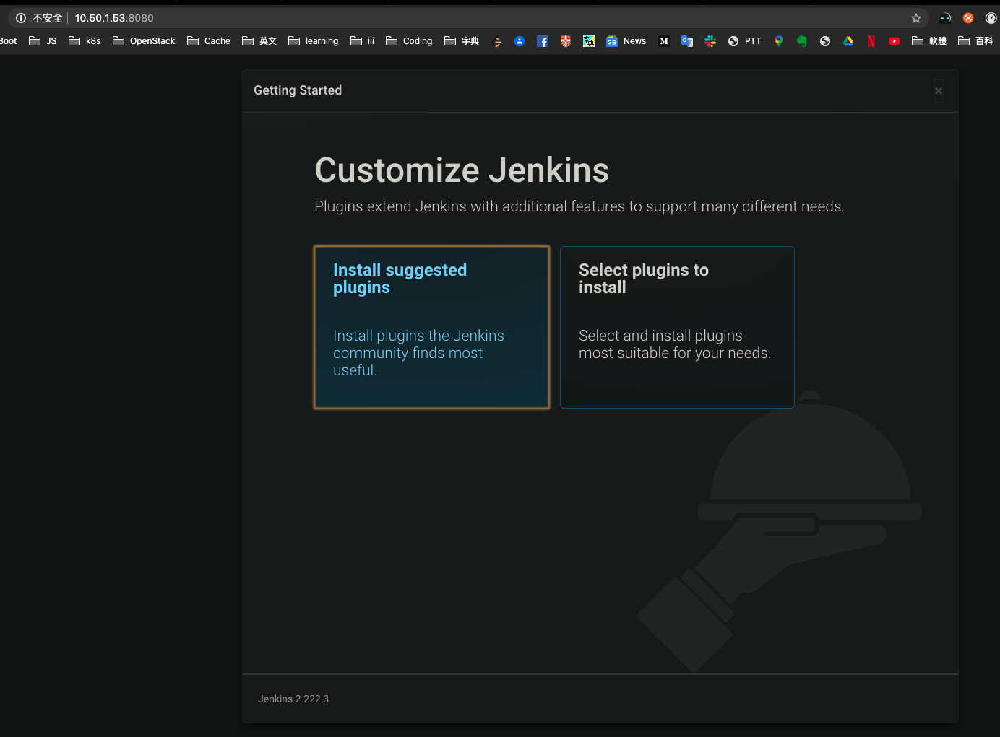 不安全 10.50.1.53:8080
Boot JS k8s OpenStack Cache 英文 learning iii Coding 字典 News M PTT 軟體 百科
Getting Started ×
Customize Jenkins
Plugins extend Jenkins with additional features to support many different needs.
Install suggested
plugins
Install plugins the Jenkins
community finds most
useful.
Select plugins to
install
Select and install plugins
most suitable for your needs.
Jenkins 2.222.3